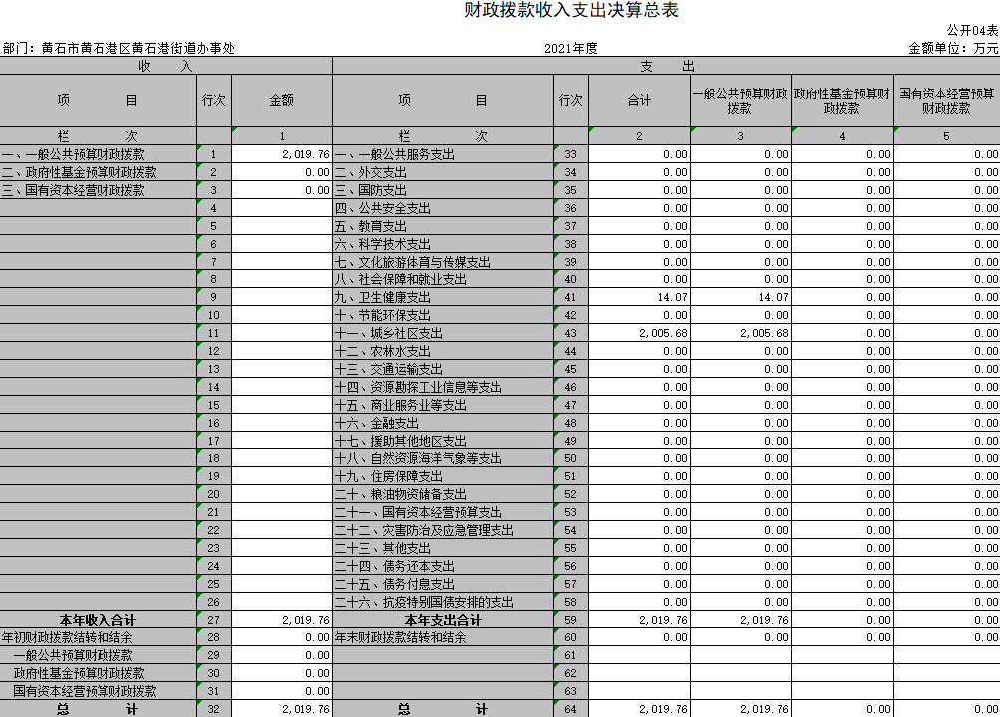 财政拨款收入支出决算总表
公开04表
部门：黄石市黄石港区黄石港街道办事处 2021年度 金额单位：万元
收 入 支 出
项 目 行次 金额 项 目 行次 合计 一般公共预算财政拨款 政府性基金预算财政拨款 国有资本经营预算财政拨款
栏 次 1 栏 次 2 3 4 5
一、一般公共预算财政拨款 1 2,019.76 一、一般公共服务支出 33 0.00 0.00 0.00 0.00
二、政府性基金预算财政拨款 2 0.00 二、外交支出 34 0.00 0.00 0.00 0.00
三、国有资本经营财政拨款 3 0.00 三、国防支出 35 0.00 0.00 0.00 0.00
4 四、公共安全支出 36 0.00 0.00 0.00 0.00
5 五、教育支出 37 0.00 0.00 0.00 0.00
6 六、科学技术支出 38 0.00 0.00 0.00 0.00
7 七、文化旅游体育与传媒支出 39 0.00 0.00 0.00 0.00
8 八、社会保障和就业支出 40 0.00 0.00 0.00 0.00
9 九、卫生健康支出 41 14.07 14.07 0.00 0.00
10 十、节能环保支出 42 0.00 0.00 0.00 0.00
11 十一、城乡社区支出 43 2,005.68 2,005.68 0.00 0.00
12 十二、农林水支出 44 0.00 0.00 0.00 0.00
13 十三、交通运输支出 45 0.00 0.00 0.00 0.00
14 十四、资源勘探工业信息等支出 46 0.00 0.00 0.00 0.00
15 十五、商业服务业等支出 47 0.00 0.00 0.00 0.00
16 十六、金融支出 48 0.00 0.00 0.00 0.00
17 十七、援助其他地区支出 49 0.00 0.00 0.00 0.00
18 十八、自然资源海洋气象等支出 50 0.00 0.00 0.00 0.00
19 十九、住房保障支出 51 0.00 0.00 0.00 0.00
20 二十、粮油物资储备支出 52 0.00 0.00 0.00 0.00
21 二十一、国有资本经营预算支出 53 0.00 0.00 0.00 0.00
22 二十二、灾害防治及应急管理支出 54 0.00 0.00 0.00 0.00
23 二十三、其他支出 55 0.00 0.00 0.00 0.00
24 二十四、债务还本支出 56 0.00 0.00 0.00 0.00
25 二十五、债务付息支出 57 0.00 0.00 0.00 0.00
26 二十六、抗疫特别国债安排的支出 58 0.00 0.00 0.00 0.00
本年收入合计 27 2,019.76 本年支出合计 59 2,019.76 2,019.76 0.00 0.00
年初财政拨款结转和结余 28 0.00 年末财政拨款结转和结余 60 0.00 0.00 0.00 0.00
一般公共预算财政拨款 29 0.00 61
政府性基金预算财政拨款 30 0.00 62
国有资本经营预算财政拨款 31 0.00 63
总 计 32 2,019.76 总 计 64 2,019.76 2,019.76 0.00 0.00